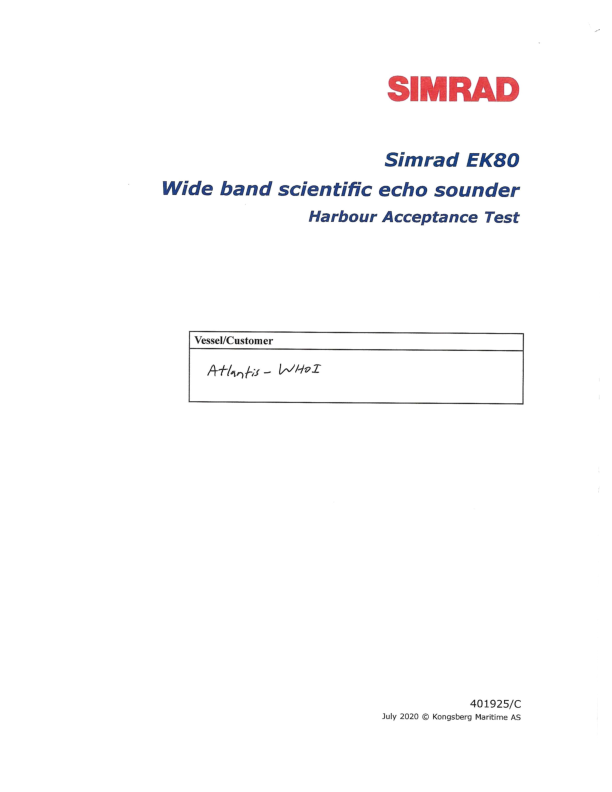 SIMRAD
Simrad EK80
Wide band scientific echo sounder
Harbour Acceptance Test
Vessel/Customer
Atlantis - WHOI
401925/C
July 2020 © Kongsberg Maritime AS